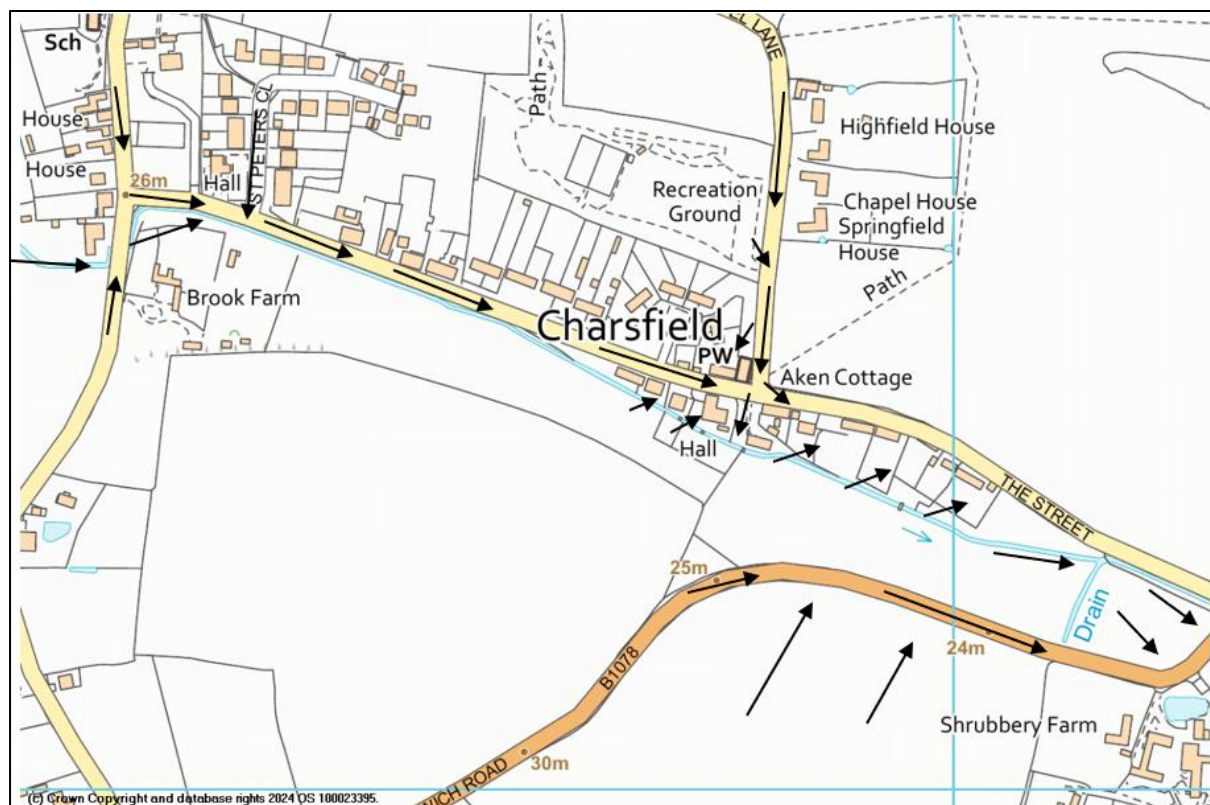 Sch
EL LANE
Path
House
House
26m
Hall
ST PETERS CL
Highfield House
Recreation
Ground
Chapel House
Springfield
House
Path
Brook Farm
Charsfield
PW
Aken Cottage
Hall
THE STREET
25m
Drain
24m
B1078
Shrubbery Farm
30m
WICH ROAD
(c) Crown Copyright and database rights 2024 OS 100023395.